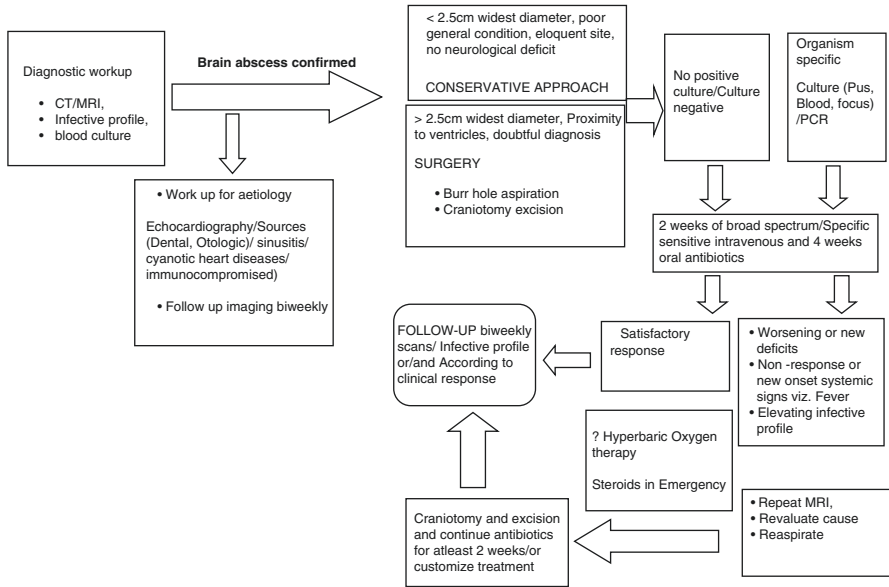 Diagnostic workup
• CT/MRI,
• Infective profile,
• blood culture
Brain abscess confirmed
< 2.5cm widest diameter, poor
general condition, eloquent site,
no neurological deficit
CONSERVATIVE APPROACH
> 2.5cm widest diameter, Proximity
to ventricles, doubtful diagnosis
SURGERY
• Burr hole aspiration
• Craniotomy excision
No positive
culture/Culture
negative
Organism
specific
Culture (Pus,
Blood, focus)
/PCR
• Work up for aetiology
Echocardiography/Sources
(Dental, Otologic)/ sinusitis/
cyanotic heart diseases/
immunocompromised)
• Follow up imaging biweekly
2 weeks of broad spectrum/Specific
sensitive intravenous and 4 weeks
oral antibiotics
FOLLOW-UP biweekly
scans/ Infective profile
or/and According to
clinical response
Satisfactory
response
• Worsening or new
deficits
• Non -response or
new onset systemic
signs viz. Fever
• Elevating infective
profile
? Hyperbaric Oxygen
therapy
Steroids in Emergency
Craniotomy and excision
and continue antibiotics
for atleast 2 weeks/or
customize treatment
• Repeat MRI,
• Revaluate cause
• Reaspirate